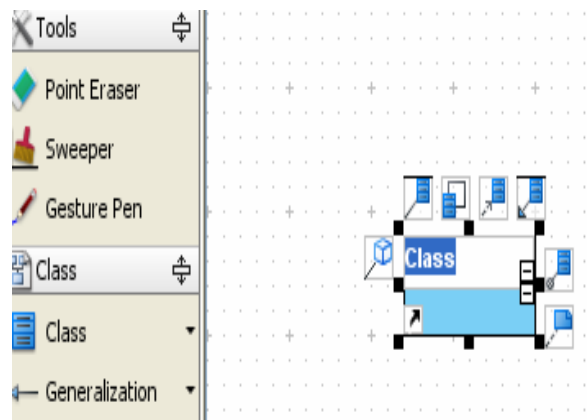 Tools
Point Eraser
Sweeper
Gesture Pen
Class
Class
Generalization
Class